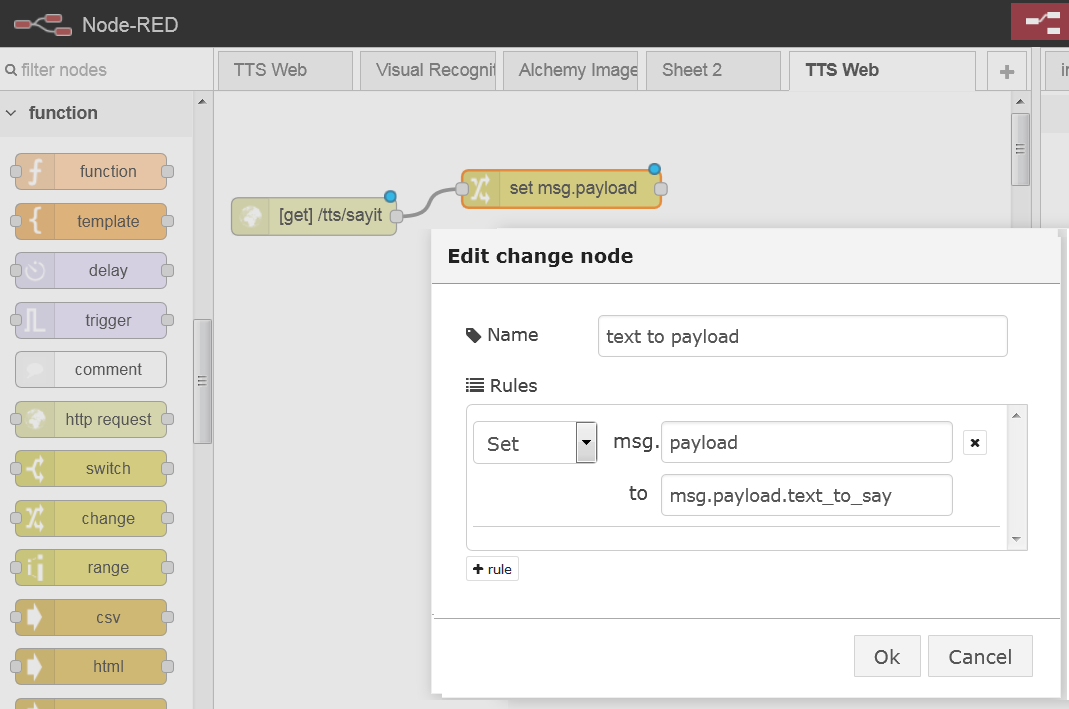 Node-RED
filter nodes
TTS Web
Visual Recognit
Alchemy Image
Sheet 2
TTS Web
function
function
template
delay
trigger
comment
http request
switch
change
range
csv
html
[get] /tts/sayit
set msg.payload
Edit change node
Name
text to payload
Rules
Set
msg.
payload
to
msg.payload.text_to_say
rule
Ok
Cancel